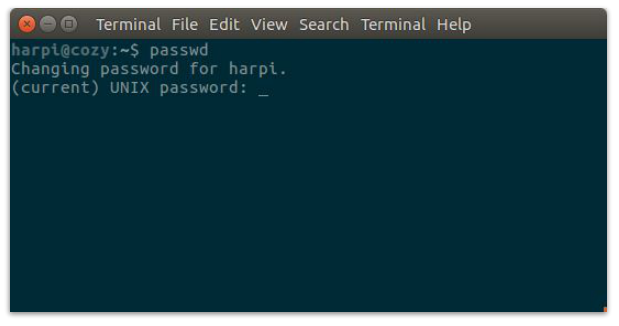 Terminal File Edit View Search Terminal Help
harpi@cozy:~$ passwd
Changing password for harpi.
(current) UNIX password: _